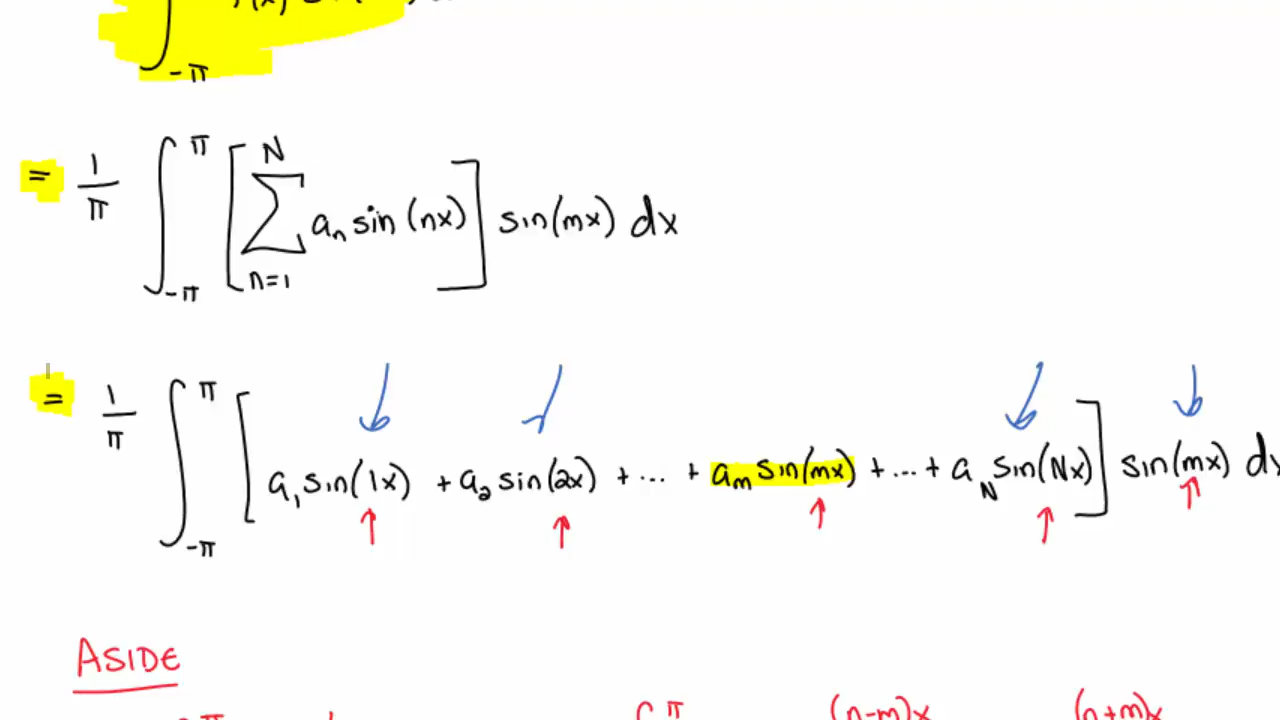 ∫_{-π}
= 1/π ∫_{-π}^{π} [ ∑_{n=1}^{N} a_n sin (nx) ] sin(mx) dx
= 1/π ∫_{-π}^{π} [ a_1 sin(1x) + a_2 sin(2x) + ... + a_m sin(mx) + ... + a_N sin(Nx) ] sin(mx) dx
ASIDE
∫ π (n-m)x (n+m)x